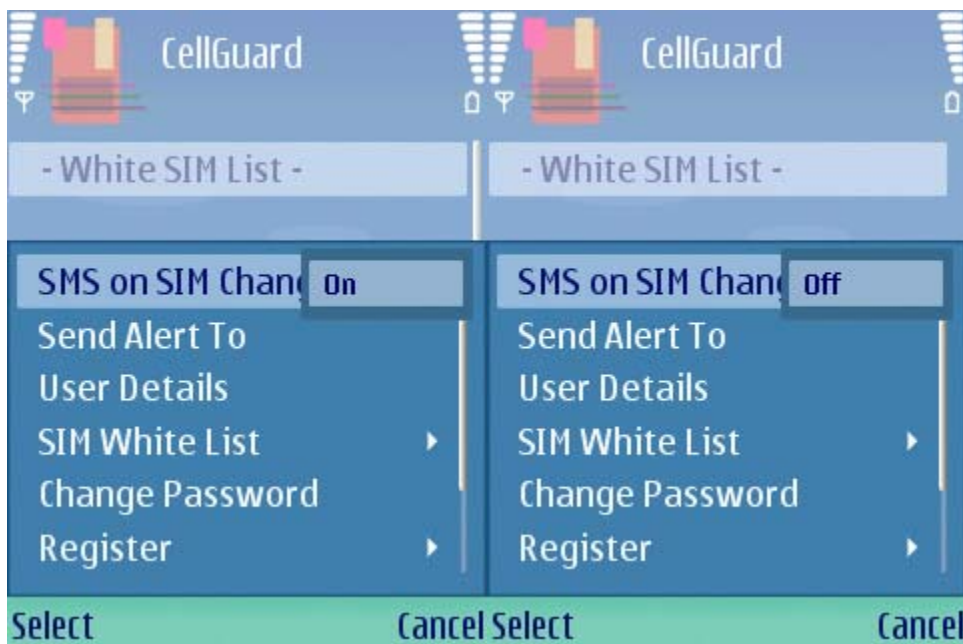 CellGuard
- White SIM List -
SMS on SIM Chang On
Send Alert To
User Details
SIM White List
Change Password
Register
Select Cancel
CellGuard
- White SIM List -
SMS on SIM Chang Off
Send Alert To
User Details
SIM White List
Change Password
Register
Select Cancel